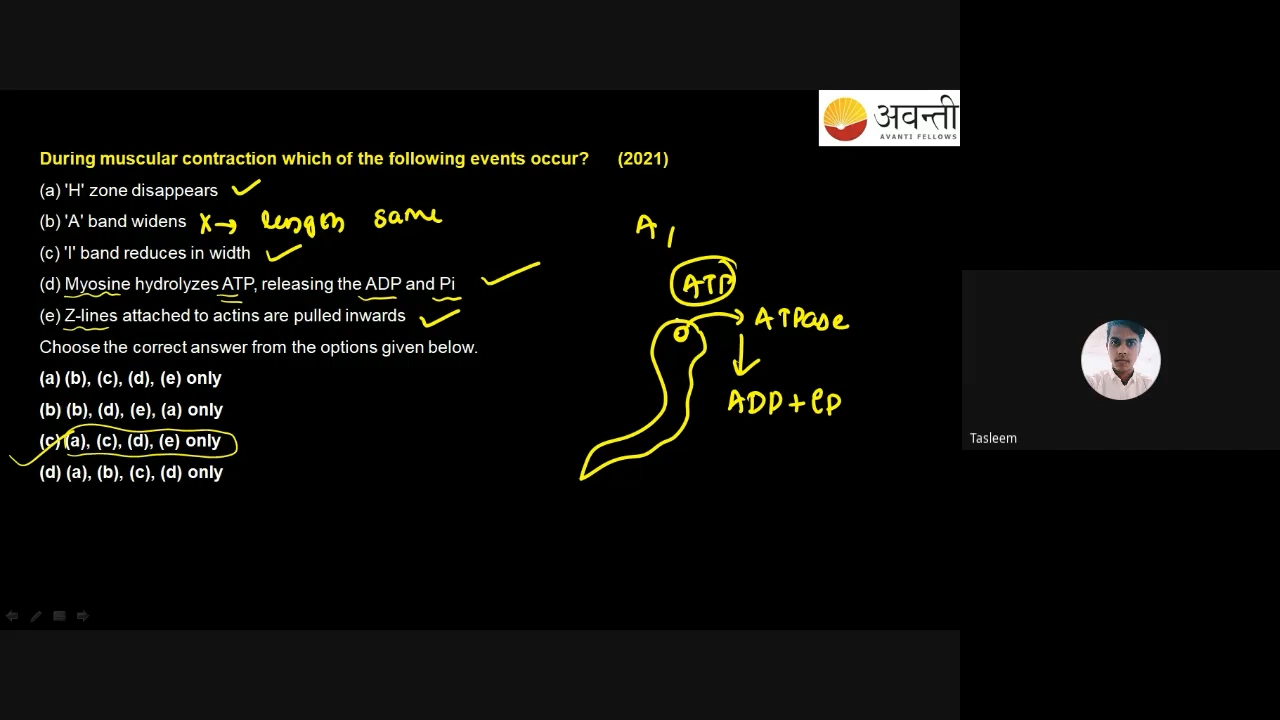 अवन्ती
AVANTI FELLOWS
During muscular contraction which of the following events occur? (2021)
(a) 'H' zone disappears
(b) 'A' band widens X→ length same
(c) 'I' band reduces in width
(d) Myosine hydrolyzes ATP, releasing the ADP and Pi
(e) Z-lines attached to actins are pulled inwards
Choose the correct answer from the options given below.
(a) (b), (c), (d), (e) only
(b) (b), (d), (e), (a) only
(c) (a), (c), (d), (e) only
(d) (a), (b), (c), (d) only
A
ATP
ATPase
ADP+
Tasleem